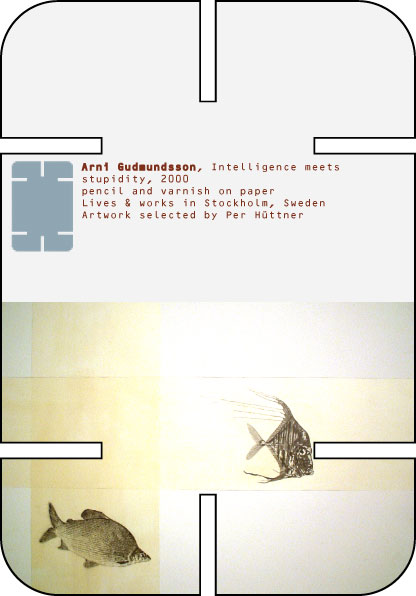 Arni Gudmundsson, Intelligence meets
stupidity, 2000
pencil and varnish on paper
Lives & works in Stockholm, Sweden
Artwork selected by Per Hüttner